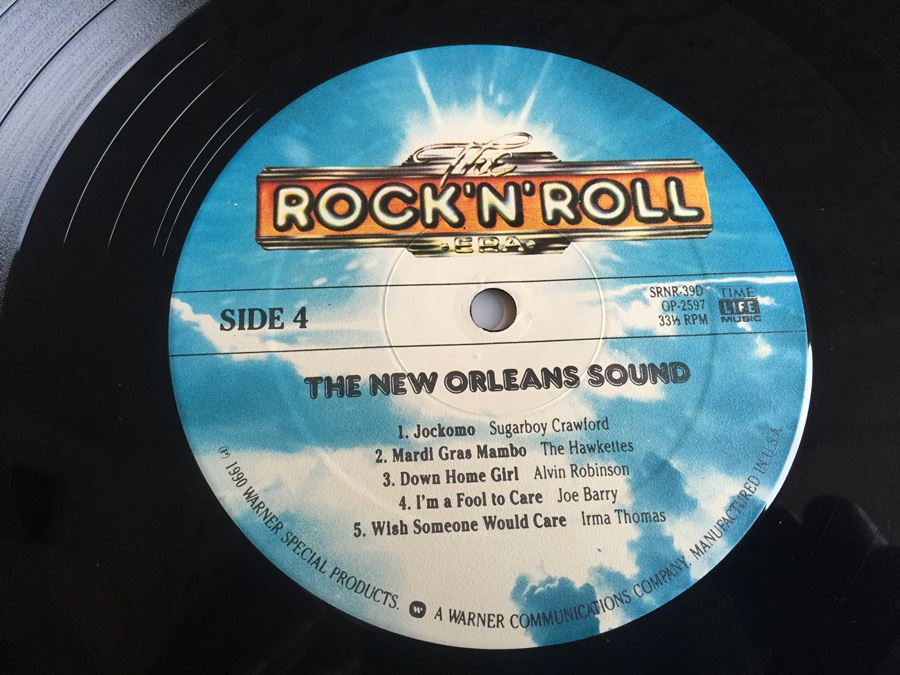 The
ROCK'N'ROLL
•ERA•
SIDE 4
SRNR-39D
OP-2597
33⅓ RPM
TIME
LIFE
MUSIC
THE NEW ORLEANS SOUND
1. Jockomo Sugarboy Crawford
2. Mardi Gras Mambo The Hawkettes
3. Down Home Girl Alvin Robinson
4. I'm a Fool to Care Joe Barry
5. Wish Someone Would Care Irma Thomas
℗ 1990 WARNER SPECIAL PRODUCTS. W A WARNER COMMUNICATIONS COMPANY. MANUFACTURED IN U.S.A.